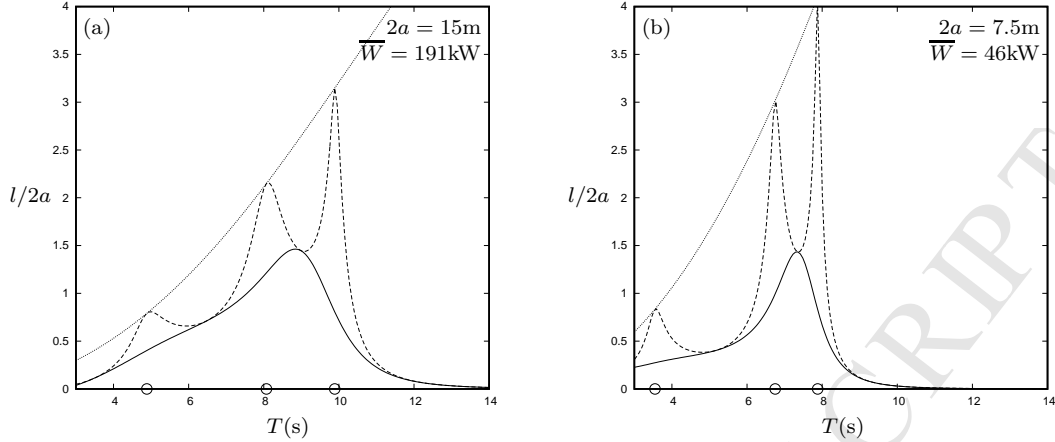 (a)
2a = 15m
W = 191kW
4
3.5
3
2.5
2
1.5
1
0.5
0
l/2a
4 6 8 10 12 14
T(s)
(b)
2a = 7.5m
W = 46kW
4
3.5
3
2.5
2
1.5
1
0.5
0
l/2a
4 6 8 10 12 14
T(s)
CRIPT